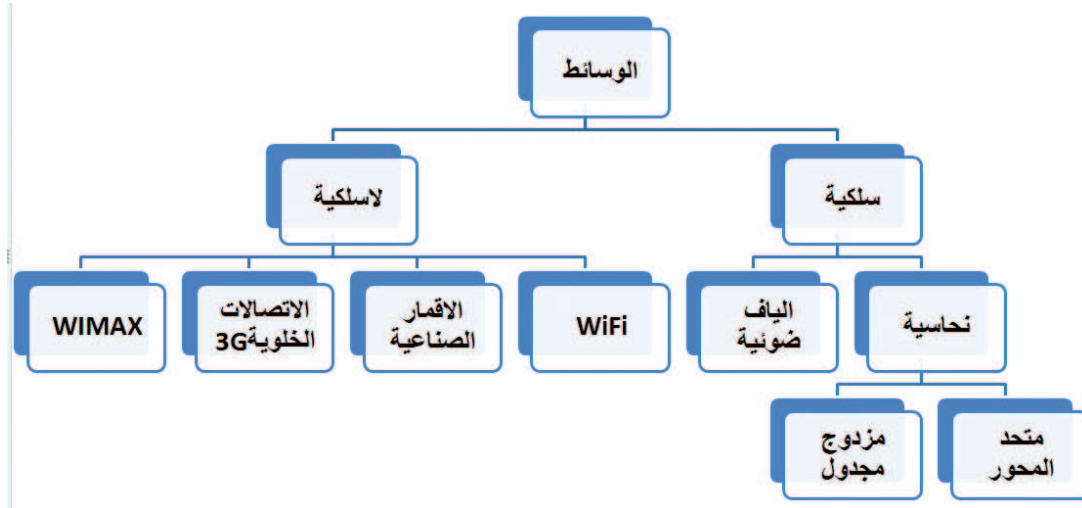 الوسائط
سلكية
لاسلكية
نحاسية
الياف
ضوئية
WiFi
الاقمار
الصناعية
الاتصالات
الخلوية3G
WIMAX
متحد
المحور
مزدوج
مجدول